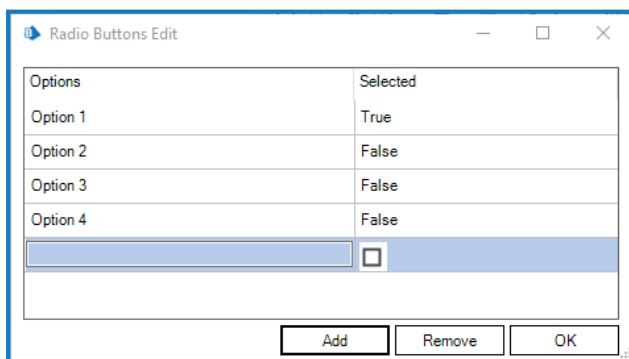 Radio Buttons Edit
Options Selected
Option 1 True
Option 2 False
Option 3 False
Option 4 False
Add Remove OK